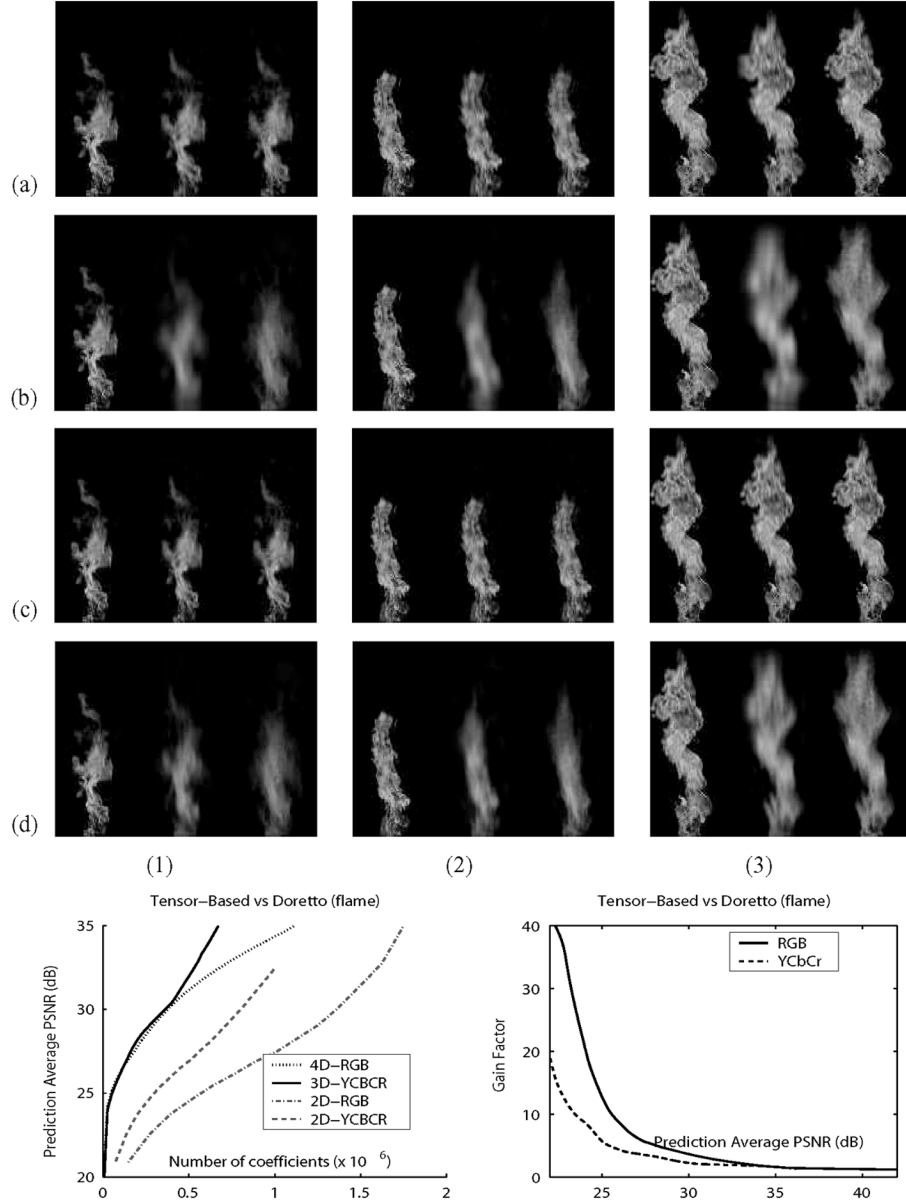 (a)
(b)
(c)
(d)
(1) (2) (3)
Tensor–Based vs Doretto (flame)
Prediction Average PSNR (dB)
35
30
25
20
4D–RGB
3D–YCBCR
2D–RGB
2D–YCBCR
Number of coefficients (x 10 6)
0 0.5 1 1.5 2
Tensor–Based vs Doretto (flame)
Gain Factor
40
30
20
10
0
RGB
YCbCr
Prediction Average PSNR (dB)
25 30 35 40